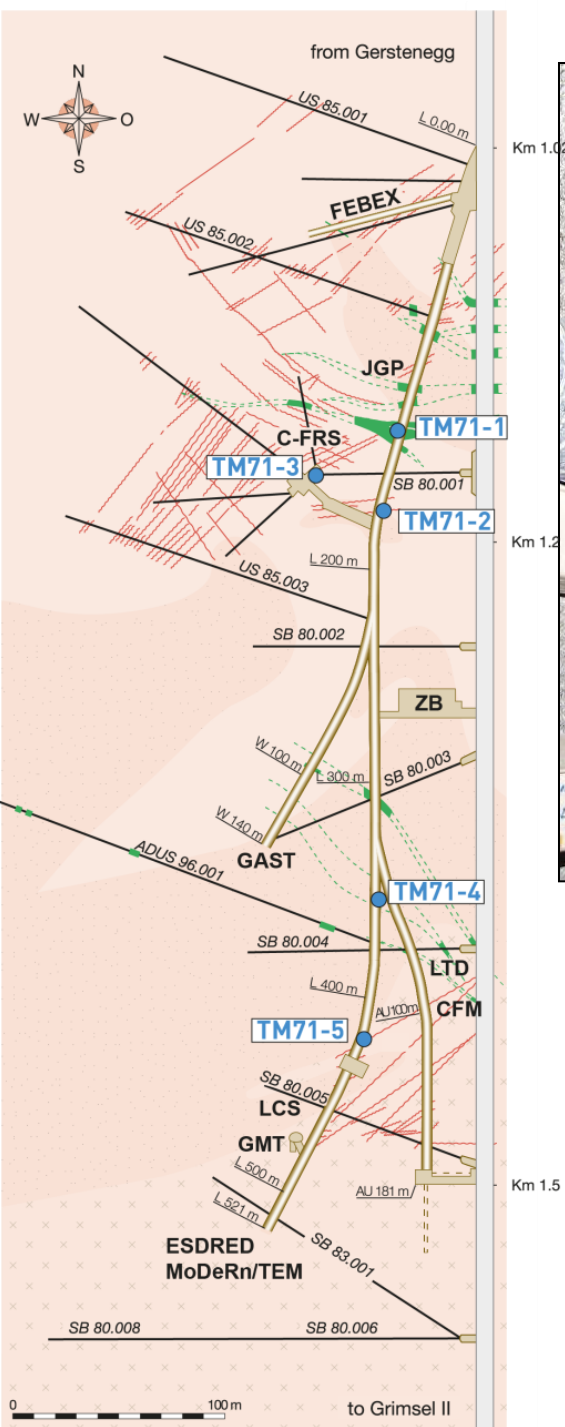 from Gerstenegg
N
W
O
S
US 85.001
L 0.00 m
Km 1.02
FEBEX
US 85.002
JGP
TM71-1
C-FRS
TM71-3
SB 80.001
TM71-2
Km 1.2
L 200 m
US 85.003
SB 80.002
ZB
W 100 m
L 300 m
SB 80.003
W 140 m
GAST
ADUS 96.001
TM71-4
SB 80.004
LTD
L 400 m
AU100m
CFM
TM71-5
SB 80.005
LCS
GMT
L 500 m
AU 181 m
Km 1.5
L 521 m
ESDRED
MoDeRn/TEM
SB 83.001
SB 80.008
SB 80.006
0
100 m
to Grimsel II